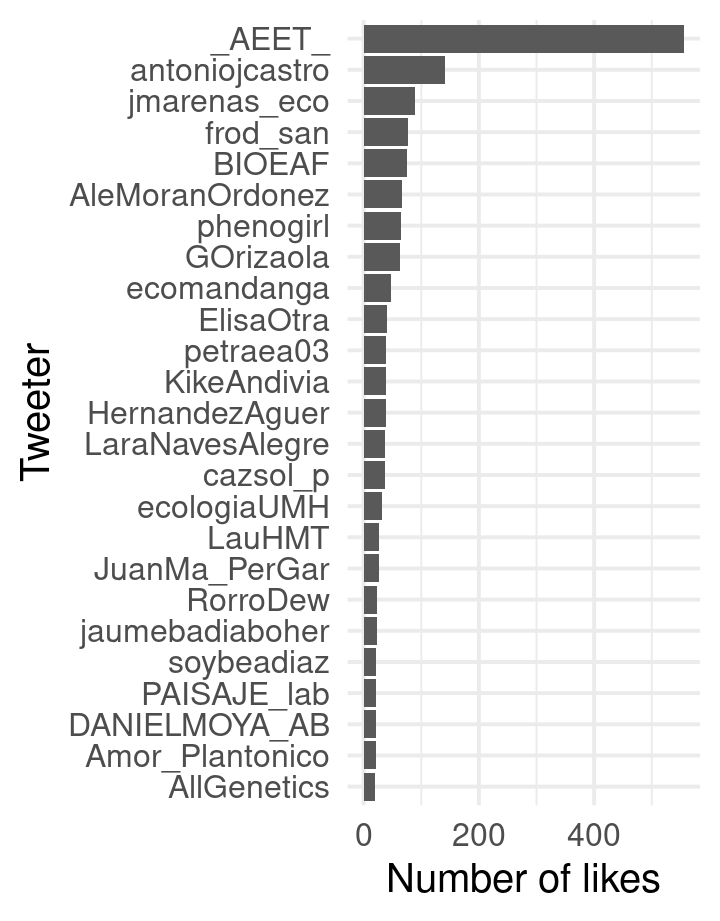 _AEET_
antoniojcastro
jmarenas_eco
frod_san
BIOEAF
AleMoranOrdonez
phenogirl
GOrizaola
ecomandanga
ElisaOtra
petraea03
KikeAndivia
HernandezAguer
LaraNavesAlegre
cazsol_p
ecologiaUMH
LauHMT
JuanMa_PerGar
RorroDew
jaumebadiaboher
soybeadiaz
PAISAJE_lab
DANIELMOYA_AB
Amor_Plantonico
AllGenetics
Tweeter
0 200 400
Number of likes